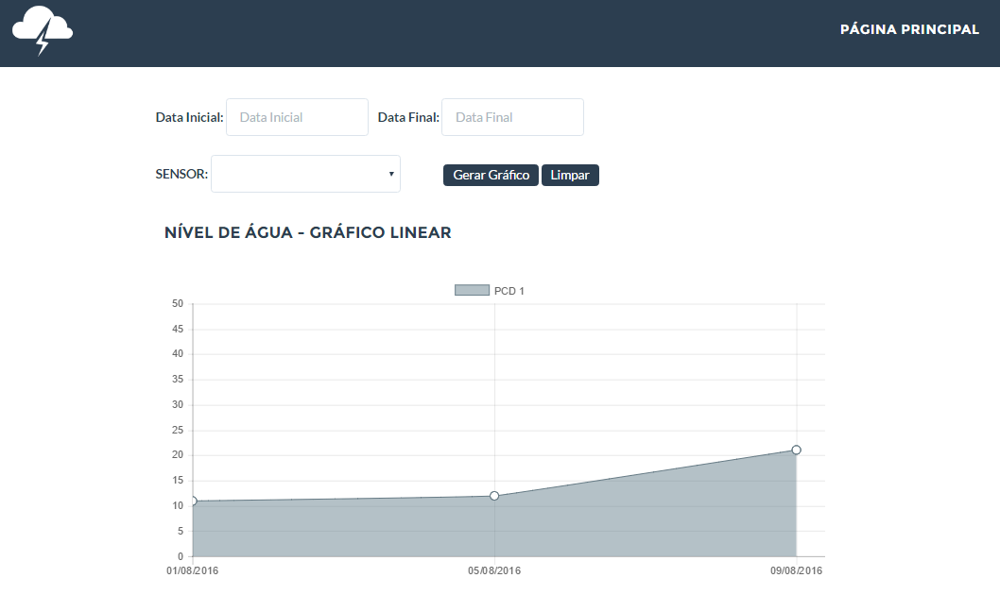 PÁGINA PRINCIPAL
Data Inicial: Data Inicial Data Final: Data Final
SENSOR: Gerar Gráfico Limpar
NÍVEL DE ÁGUA - GRÁFICO LINEAR
PCD 1
50
45
40
35
30
25
20
15
10
5
0
01/08/2016 05/08/2016 09/08/2016